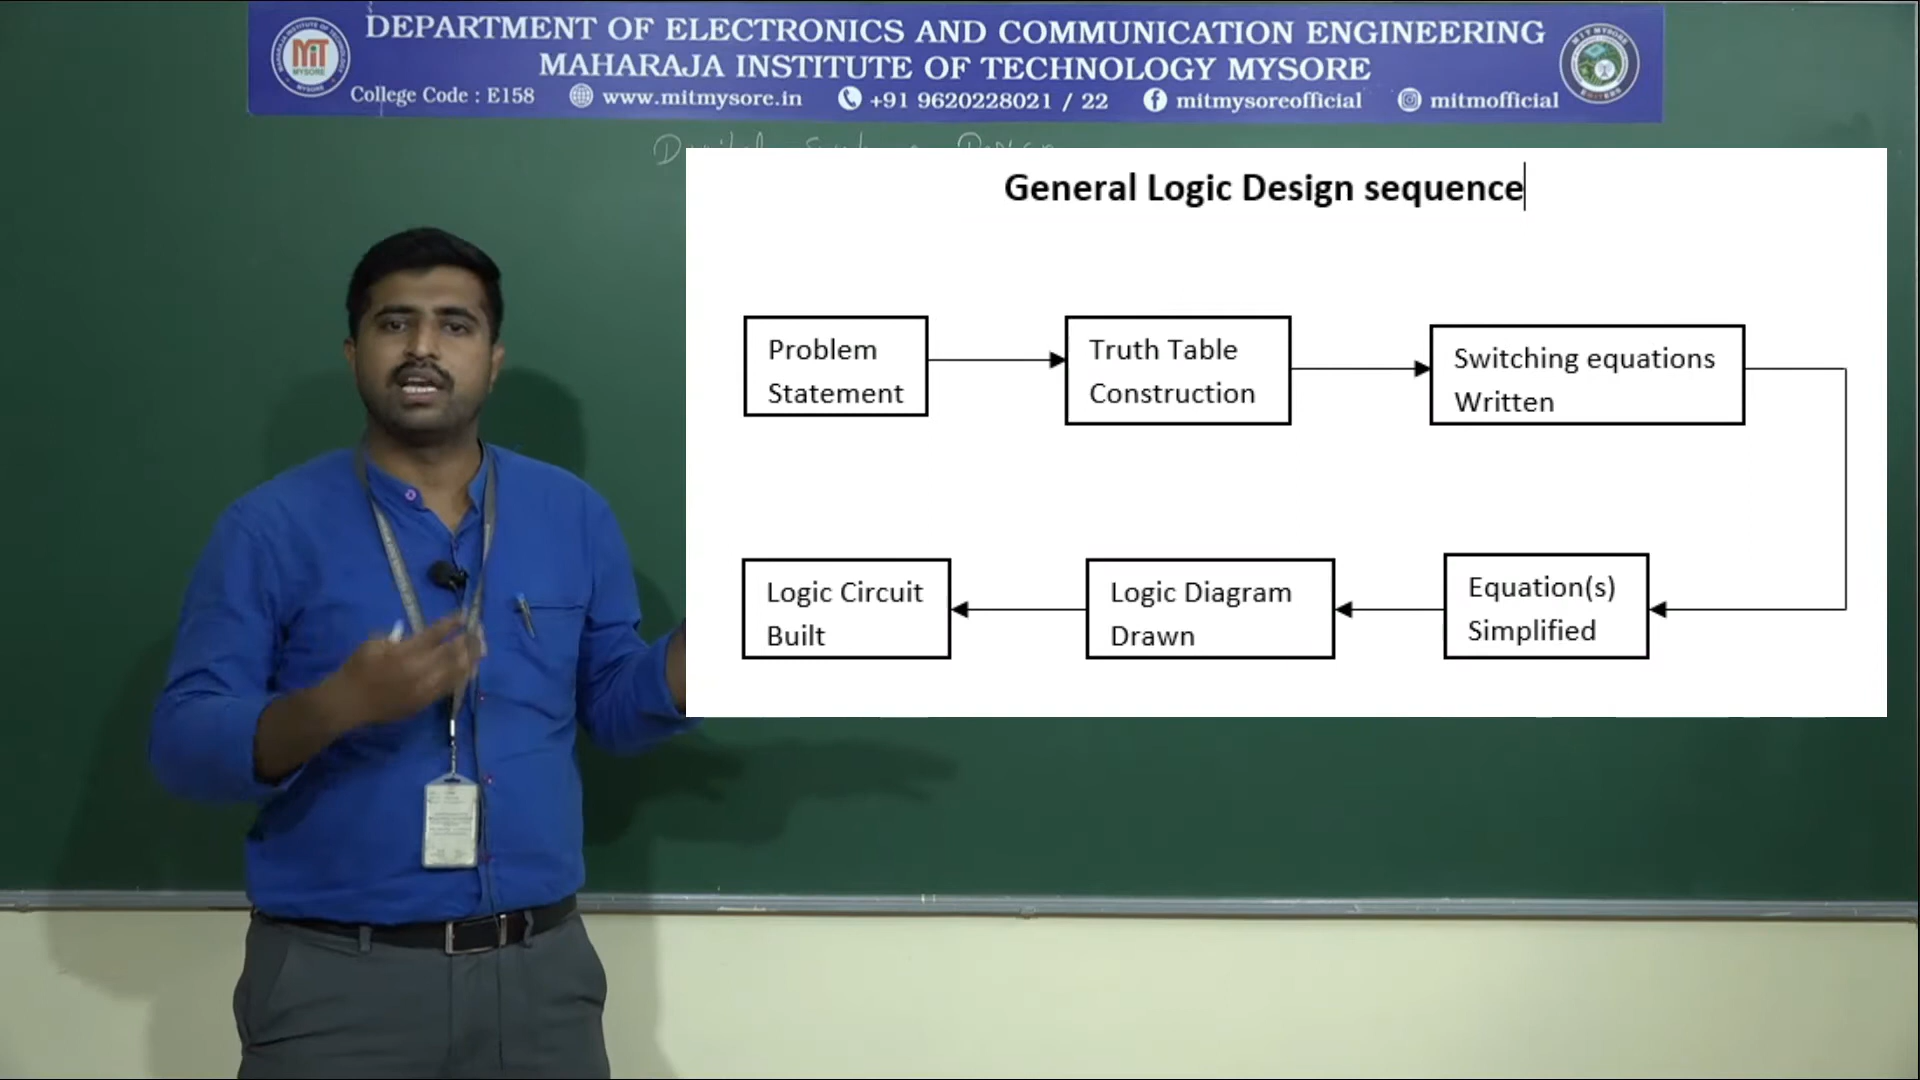 DEPARTMENT OF ELECTRONICS AND COMMUNICATION ENGINEERING
MAHARAJA INSTITUTE OF TECHNOLOGY MYSORE
College Code : E158 www.mitmysore.in +91 9620228021 / 22 mitmysoreofficial mitmofficial
MIT
MYSORE
General Logic Design sequence
Problem
Statement
Truth Table
Construction
Switching equations
Written
Equation(s)
Simplified
Logic Diagram
Drawn
Logic Circuit
Built